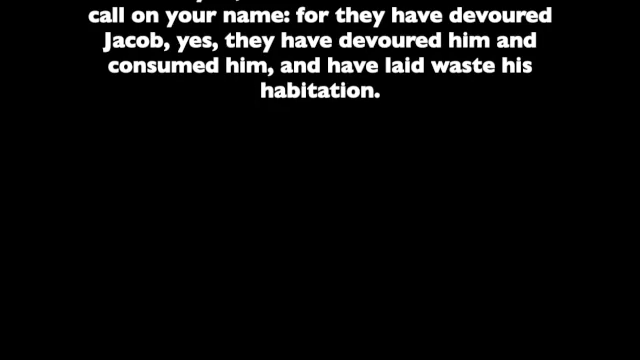 call on your name: for they have devoured
Jacob, yes, they have devoured him and
consumed him, and have laid waste his
habitation.